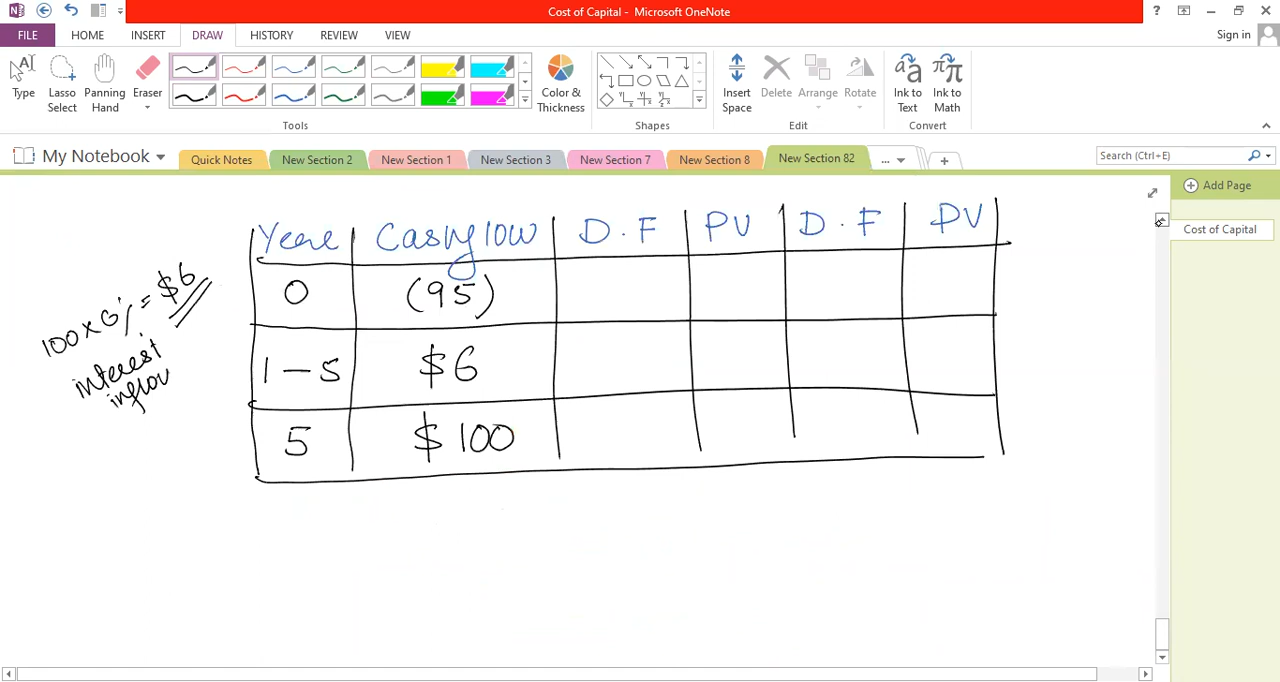 Cost of Capital - Microsoft OneNote
?
Sign in
FILE HOME INSERT DRAW HISTORY REVIEW VIEW
Type
Lasso Select
Panning Hand
Eraser
Color & Thickness
Insert Space
Delete
Arrange
Rotate
Ink to Text
Ink to Math
Tools
Shapes
Edit
Convert
My Notebook
Quick Notes
New Section 2
New Section 1
New Section 3
New Section 7
New Section 8
New Section 82
...
Search (Ctrl+E)
Add Page
Cost of Capital
Year Cashflow D.F PV D.F PV
0 (95)
1 - 5 $6
5 $100
100 x 6% = $6
interest
inflow